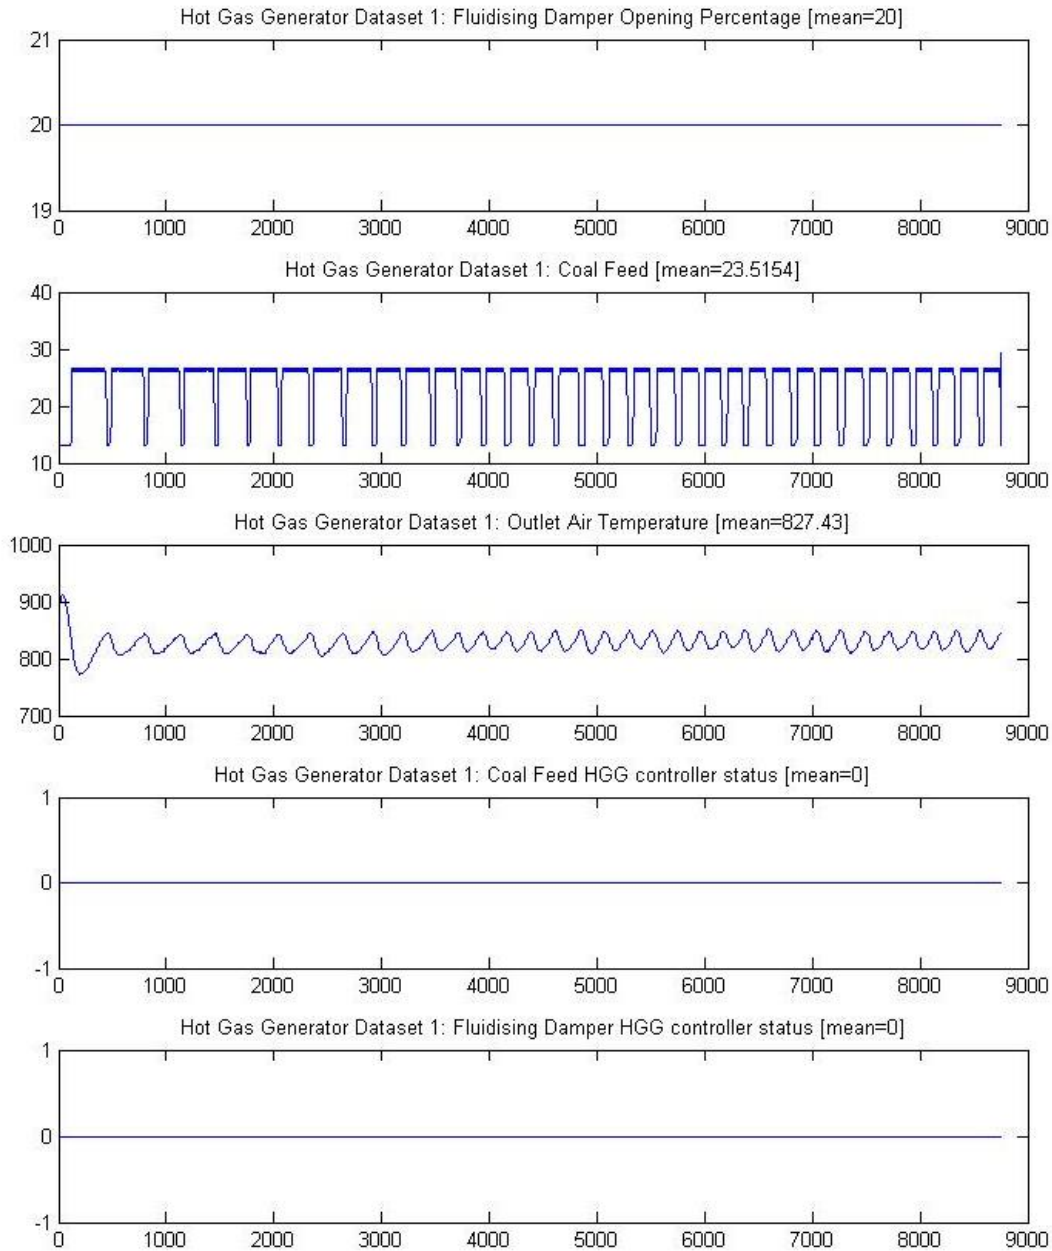 Hot Gas Generator Dataset 1: Fluidising Damper Opening Percentage [mean=20]
21
20
19
0 1000 2000 3000 4000 5000 6000 7000 8000 9000
Hot Gas Generator Dataset 1: Coal Feed [mean=23.5154]
40
30
20
10
0 1000 2000 3000 4000 5000 6000 7000 8000 9000
Hot Gas Generator Dataset 1: Outlet Air Temperature [mean=827.43]
1000
900
800
700
0 1000 2000 3000 4000 5000 6000 7000 8000 9000
Hot Gas Generator Dataset 1: Coal Feed HGG controller status [mean=0]
1
0
-1
0 1000 2000 3000 4000 5000 6000 7000 8000 9000
Hot Gas Generator Dataset 1: Fluidising Damper HGG controller status [mean=0]
1
0
-1
0 1000 2000 3000 4000 5000 6000 7000 8000 9000